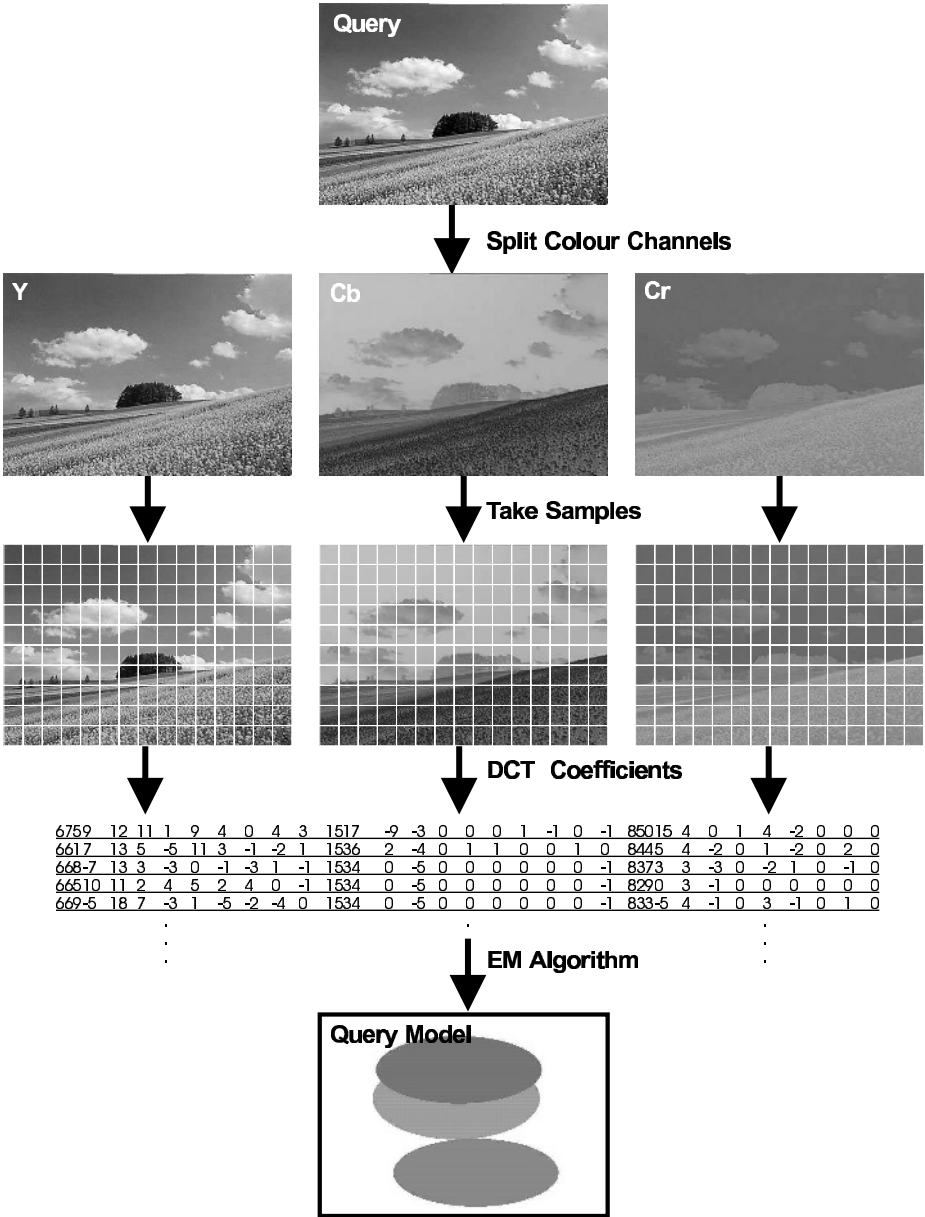 Query
Split Colour Channels
Y
Cb
Cr
Take Samples
DCT Coefficients
6759 12 11 1 9 4 0 4 3 1517 -9 -3 0 0 0 1 -1 0 -1 85015 4 0 1 4 -2 0 0 0
6617 13 5 -5 11 3 -1 -2 1 1536 2 -4 0 1 1 0 0 1 0 8445 4 -2 0 1 -2 0 2 0
668-7 13 3 -3 0 -1 -3 1 -1 1534 0 -5 0 0 0 0 0 0 -1 8373 3 -3 0 -2 1 0 -1 0
66510 11 2 4 5 2 4 0 -1 1534 0 -5 0 0 0 0 0 0 -1 8290 3 -1 0 0 0 0 0 0
669-5 18 7 -3 1 -5 -2 -4 0 1534 0 -5 0 0 0 0 0 0 -1 833-5 4 -1 0 3 -1 0 1 0
EM Algorithm
Query Model